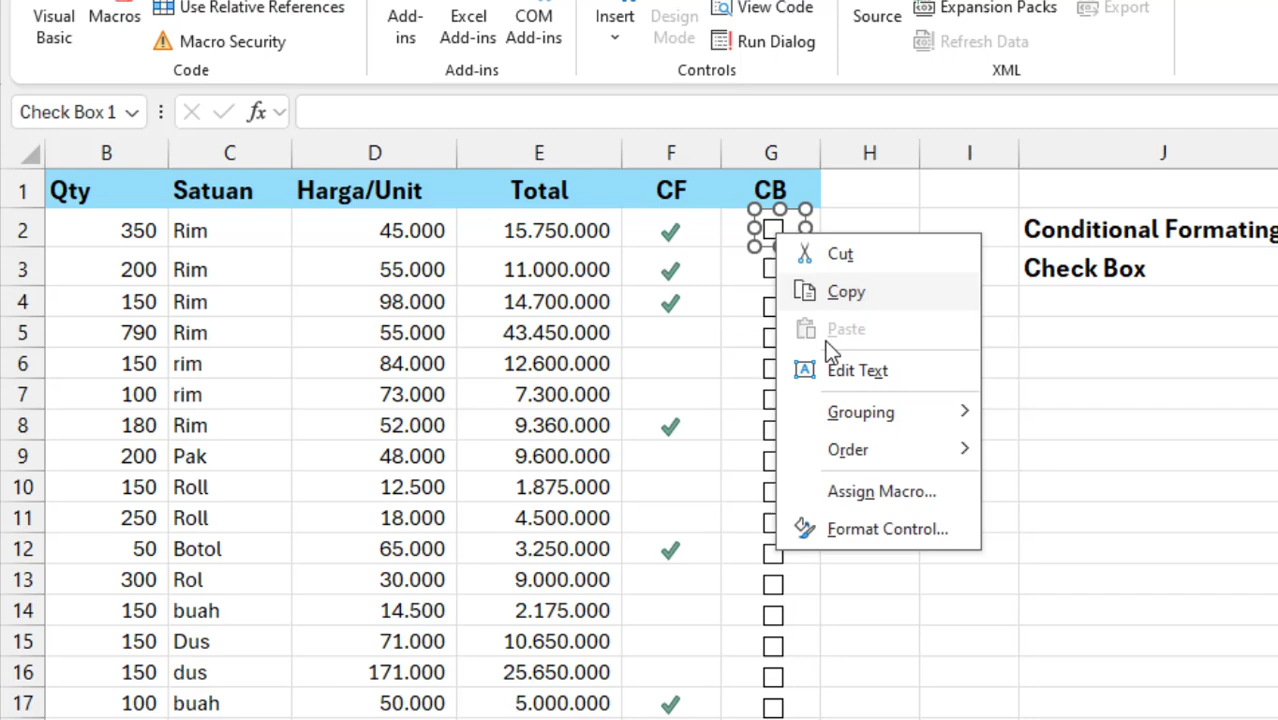 Visual Basic
Macros
Use Relative References
Macro Security
Code
Add-ins
Excel Add-ins
COM Add-ins
Add-ins
Insert
Design Mode
View Code
Run Dialog
Controls
Source
Expansion Packs
Export
Refresh Data
XML
Check Box 1
fx
B C D E F G H I J
1 Qty Satuan Harga/Unit Total CF CB
2 350 Rim 45.000 15.750.000 Conditional Formating
3 200 Rim 55.000 11.000.000 Check Box
4 150 Rim 98.000 14.700.000
5 790 Rim 55.000 43.450.000
6 150 rim 84.000 12.600.000
7 100 rim 73.000 7.300.000
8 180 Rim 52.000 9.360.000
9 200 Pak 48.000 9.600.000
10 150 Roll 12.500 1.875.000
11 250 Roll 18.000 4.500.000
12 50 Botol 65.000 3.250.000
13 300 Rol 30.000 9.000.000
14 150 buah 14.500 2.175.000
15 150 Dus 71.000 10.650.000
16 150 dus 171.000 25.650.000
17 100 buah 50.000 5.000.000
Cut
Copy
Paste
Edit Text
Grouping
Order
Assign Macro...
Format Control...